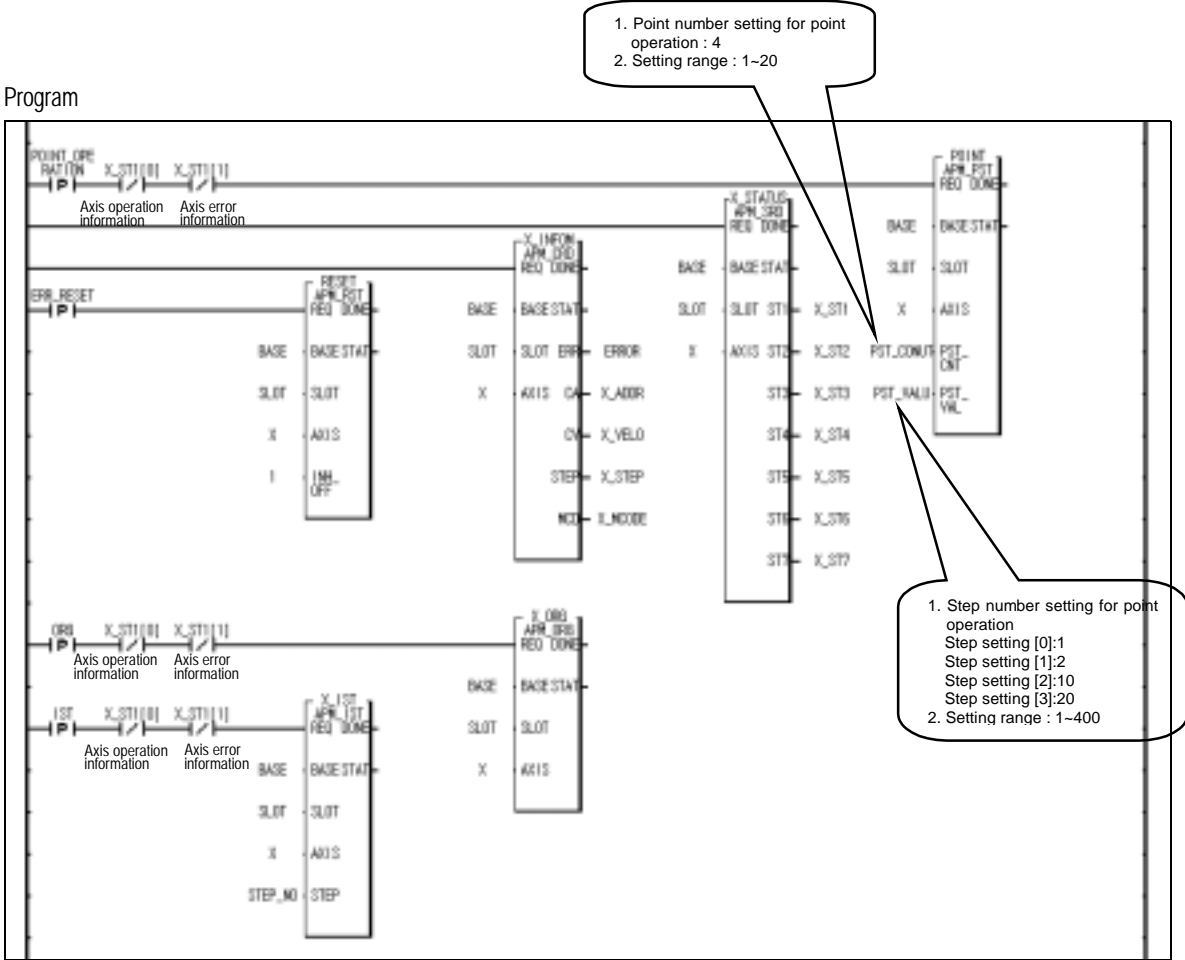 1. Point number setting for point
operation : 4
2. Setting range : 1~20
Program
POINT_OPE
RATION X_ST1[0] X_ST1[1]
P
Axis operation
information
Axis error
information
POINT
APM_PST
REQ DONE
BASE BASE STAT
SLOT SLOT
X AXIS
PST_CONUT PST_
CNT
PST_VALU PST_
VAL
X_STATUS
APM_SRD
REQ DONE
BASE BASE STAT
SLOT SLOT ST1 X_ST1
X AXIS ST2 X_ST2
ST3 X_ST3
ST4 X_ST4
ST5 X_ST5
ST6 X_ST6
ST7 X_ST7
X_INFOM
APM_CRD
REQ DONE
BASE BASE STAT
SLOT SLOT ERR ERROR
X AXIS CA X_ADDR
CV X_VELO
STEP X_STEP
MCD X_MCODE
ERR_RESET
P
RESET
APM_RST
REQ DONE
BASE BASE STAT
SLOT SLOT
X AXIS
1 INH_
OFF
1. Step number setting for point
operation
Step setting [0]:1
Step setting [1]:2
Step setting [2]:10
Step setting [3]:20
2. Setting range : 1~400
ORG X_ST1[0] X_ST1[1]
P
Axis operation
information
Axis error
information
X_ORG
APM_ORG
REQ DONE
BASE BASE STAT
SLOT SLOT
X AXIS
IST X_ST1[0] X_ST1[1]
P
Axis operation
information
Axis error
information
X_IST
APM_IST
REQ DONE
BASE BASE STAT
SLOT SLOT
X AXIS
STEP_NO STEP